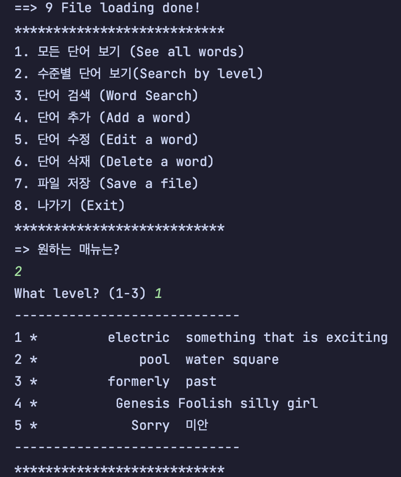 ==> 9 File loading done!
***************************
1. 모든 단어 보기 (See all words)
2. 수준별 단어 보기(Search by level)
3. 단어 검색 (Word Search)
4. 단어 추가 (Add a word)
5. 단어 수정 (Edit a word)
6. 단어 삭재 (Delete a word)
7. 파일 저장 (Save a file)
8. 나가기 (Exit)
***************************
=> 원하는 매뉴는?
2
What level? (1-3) 1
-----------------------------
1 * electric something that is exciting
2 * pool water square
3 * formerly past
4 * Genesis Foolish silly girl
5 * Sorry 미안
-----------------------------
***************************